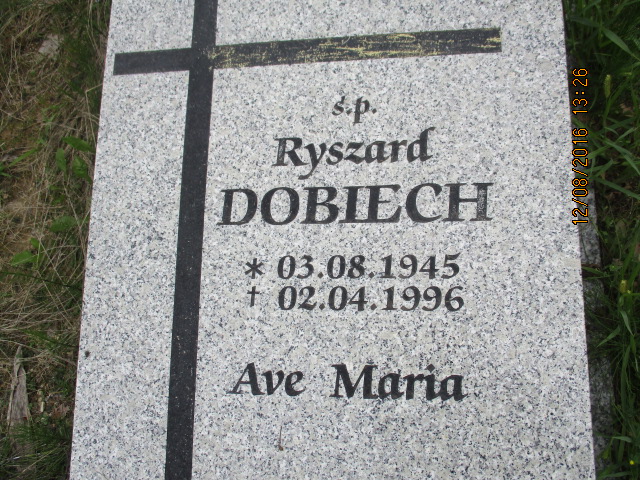 ś.p.
Ryszard
DOBIECH
* 03.08.1945
† 02.04.1996
Ave Maria
12/08/2016 13:26